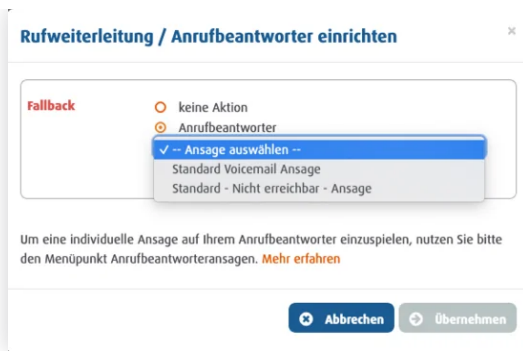 Rufweiterleitung / Anrufbeantworter einrichten
Fallback
keine Aktion
Anrufbeantworter
-- Ansage auswählen --
Standard Voicemail Ansage
Standard - Nicht erreichbar - Ansage
Um eine individuelle Ansage auf Ihrem Anrufbeantworter einzuspielen, nutzen Sie bitte
den Menüpunkt Anrufbeantworteransagen. Mehr erfahren
Abbrechen
Übernehmen